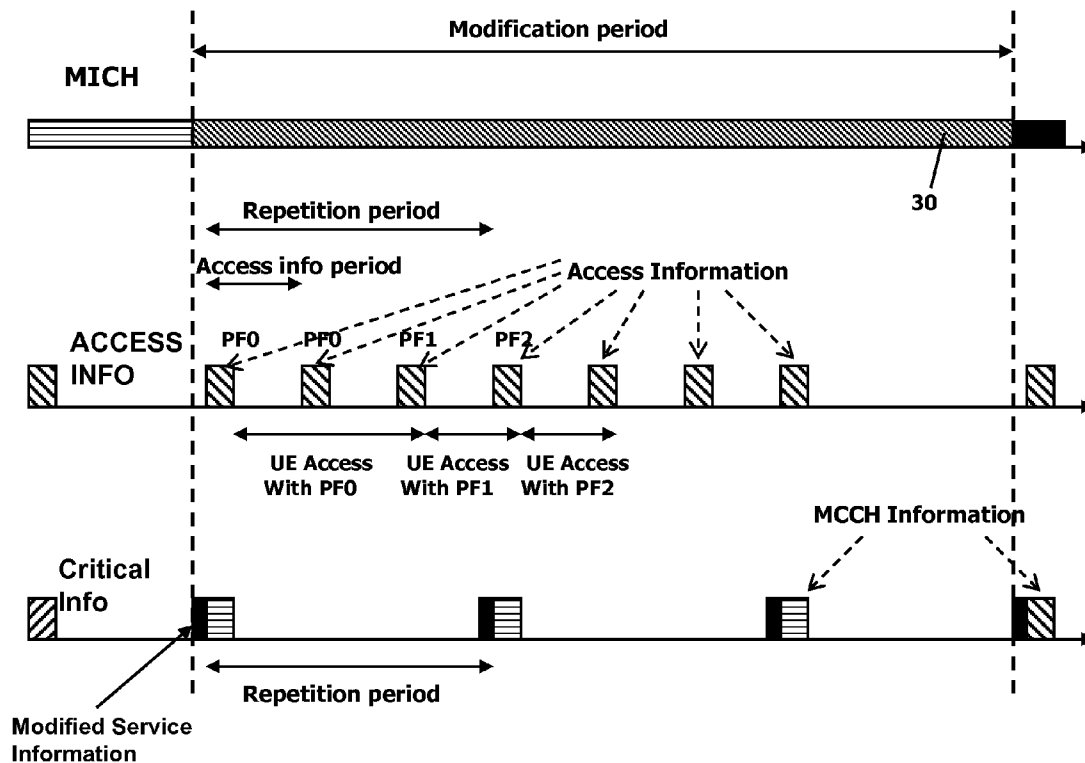 Modification period
MICH
30
Repetition period
Access info period
Access Information
ACCESS
INFO
PF0
PF0
PF1
PF2
UE Access
With PF0
UE Access
With PF1
UE Access
With PF2
MCCH Information
Critical
Info
Repetition period
Modified Service
Information